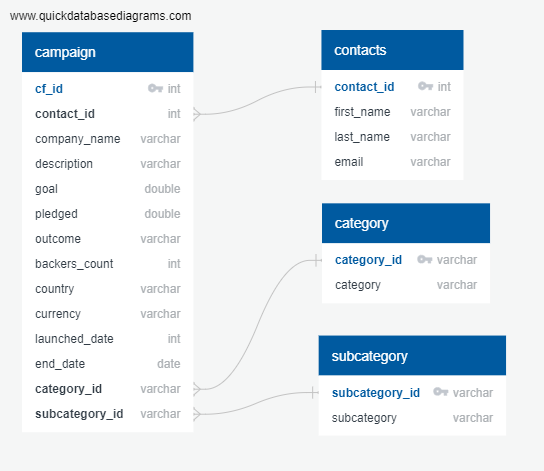 www.quickdatabasediagrams.com
campaign
cf_id int
contact_id int
company_name varchar
description varchar
goal double
pledged double
outcome varchar
backers_count int
country varchar
currency varchar
launched_date int
end_date date
category_id varchar
subcategory_id varchar
contacts
contact_id int
first_name varchar
last_name varchar
email varchar
category
category_id varchar
category varchar
subcategory
subcategory_id varchar
subcategory varchar